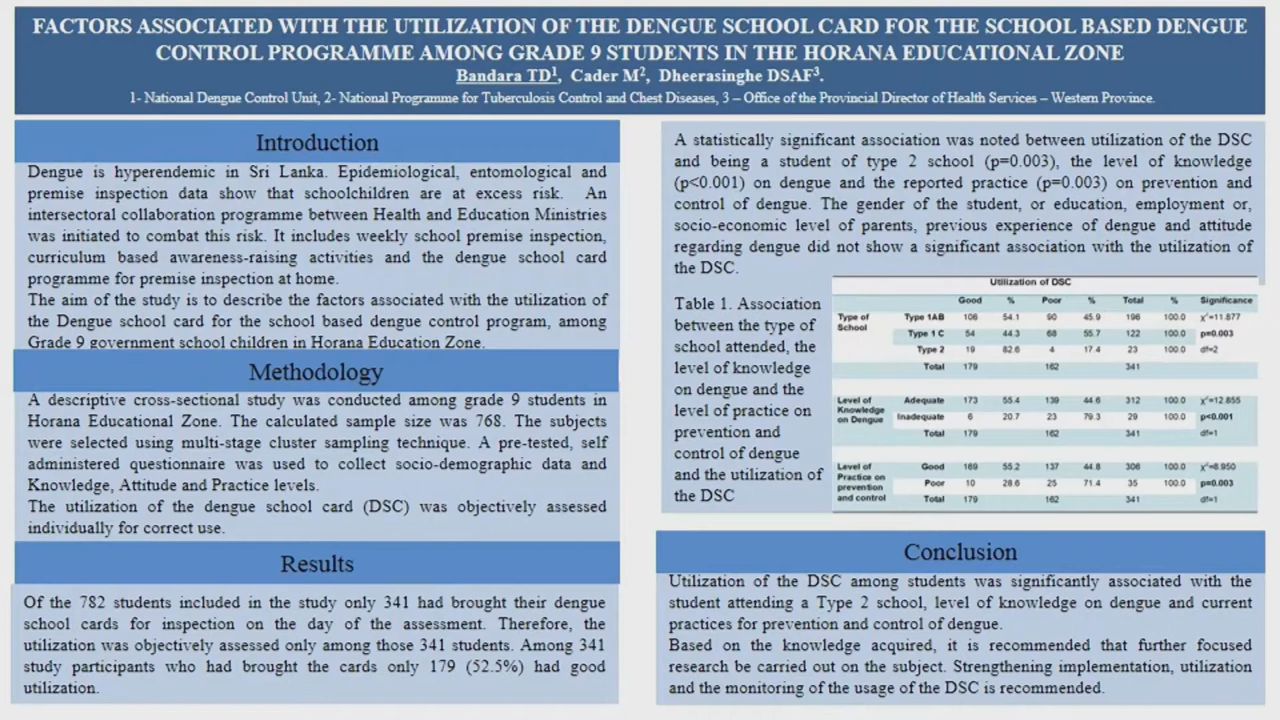 FACTORS ASSOCIATED WITH THE UTILIZATION OF THE DENGUE SCHOOL CARD FOR THE SCHOOL BASED DENGUE
CONTROL PROGRAMME AMONG GRADE 9 STUDENTS IN THE HORANA EDUCATIONAL ZONE
Bandara TD¹, Cader M², Dheerasinghe DSAF³.
1- National Dengue Control Unit, 2- National Programme for Tuberculosis Control and Chest Diseases, 3 – Office of the Provincial Director of Health Services – Western Province.
Introduction
Dengue is hyperendemic in Sri Lanka. Epidemiological, entomological and
premise inspection data show that schoolchildren are at excess risk. An
intersectoral collaboration programme between Health and Education Ministries
was initiated to combat this risk. It includes weekly school premise inspection,
curriculum based awareness-raising activities and the dengue school card
programme for premise inspection at home.
The aim of the study is to describe the factors associated with the utilization of
the Dengue school card for the school based dengue control program, among
Grade 9 government school children in Horana Education Zone.
Methodology
A descriptive cross-sectional study was conducted among grade 9 students in
Horana Educational Zone. The calculated sample size was 768. The subjects
were selected using multi-stage cluster sampling technique. A pre-tested, self
administered questionnaire was used to collect socio-demographic data and
Knowledge, Attitude and Practice levels.
The utilization of the dengue school card (DSC) was objectively assessed
individually for correct use.
Results
Of the 782 students included in the study only 341 had brought their dengue
school cards for inspection on the day of the assessment. Therefore, the
utilization was objectively assessed only among those 341 students. Among 341
study participants who had brought the cards only 179 (52.5%) had good
utilization.
A statistically significant association was noted between utilization of the DSC
and being a student of type 2 school (p=0.003), the level of knowledge
(p<0.001) on dengue and the reported practice (p=0.003) on prevention and
control of dengue. The gender of the student, or education, employment or,
socio-economic level of parents, previous experience of dengue and attitude
regarding dengue did not show a significant association with the utilization of
the DSC.
Table 1. Association
between the type of
school attended, the
level of knowledge
on dengue and the
level of practice on
prevention and
control of dengue
and the utilization of
the DSC
Utilization of DSC
Good % Poor % Total % Significance
Type of School Type 1AB 106 54.1 90 45.9 196 100.0 χ²=11.877
Type 1 C 54 44.3 68 55.7 122 100.0 p=0.003
Type 2 19 82.6 4 17.4 23 100.0 df=2
Total 179 162 341
Level of Knowledge on Dengue Adequate 173 55.4 139 44.6 312 100.0 χ²=12.855
Inadequate 6 20.7 23 79.3 29 100.0 p<0.001
Total 179 162 341 df=1
Level of Practice on prevention and control Good 169 55.2 137 44.8 306 100.0 χ²=8.950
Poor 10 28.6 25 71.4 35 100.0 p=0.003
Total 179 162 341 df=1
Conclusion
Utilization of the DSC among students was significantly associated with the
student attending a Type 2 school, level of knowledge on dengue and current
practices for prevention and control of dengue.
Based on the knowledge acquired, it is recommended that further focused
research be carried out on the subject. Strengthening implementation, utilization
and the monitoring of the usage of the DSC is recommended.